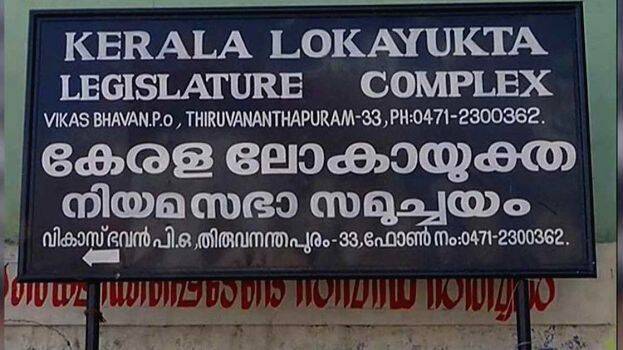 KERALA LOKAYUKTA
LEGISLATURE COMPLEX
VIKAS BHAVAN.P.o, THIRUVANANTHAPURAM-33, PH:0471-2300362.
കേരള ലോകായുക്ത
നിയമസഭാ സമുച്ചയം
വികാസ് ഭവൻ പി.ഒ, തിരുവനന്തപുരം-33, ഫോൺ നം:0471-2300362.